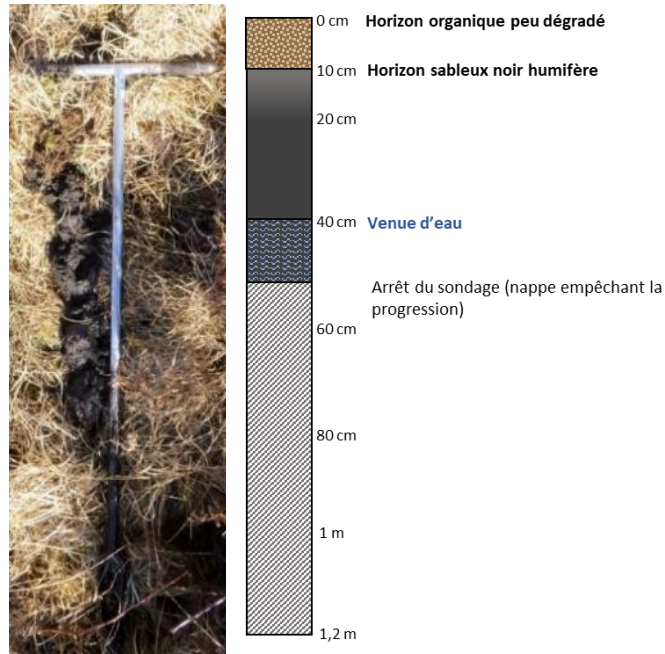 0 cm Horizon organique peu dégradé
10 cm Horizon sableux noir humifère
20 cm
40 cm Venue d'eau
Arrêt du sondage (nappe empêchant la
progression)
60 cm
80 cm
1 m
1,2 m